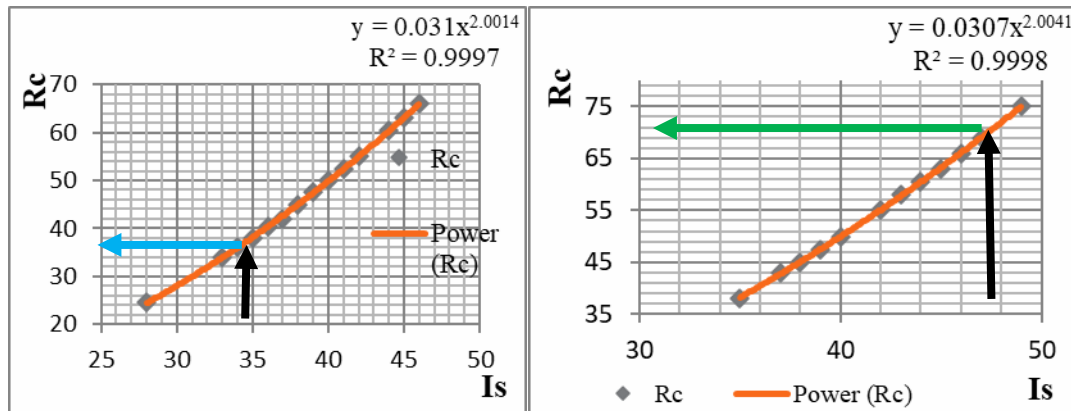 y = 0.031x^2.0014
R² = 0.9997
Rc
70
60
50
40
30
20
25 30 35 40 45 50
Is
Rc
Power
(Rc)
y = 0.0307x^2.0041
R² = 0.9998
Rc
75
65
55
45
35
30 40 50
Rc Power (Rc) Is